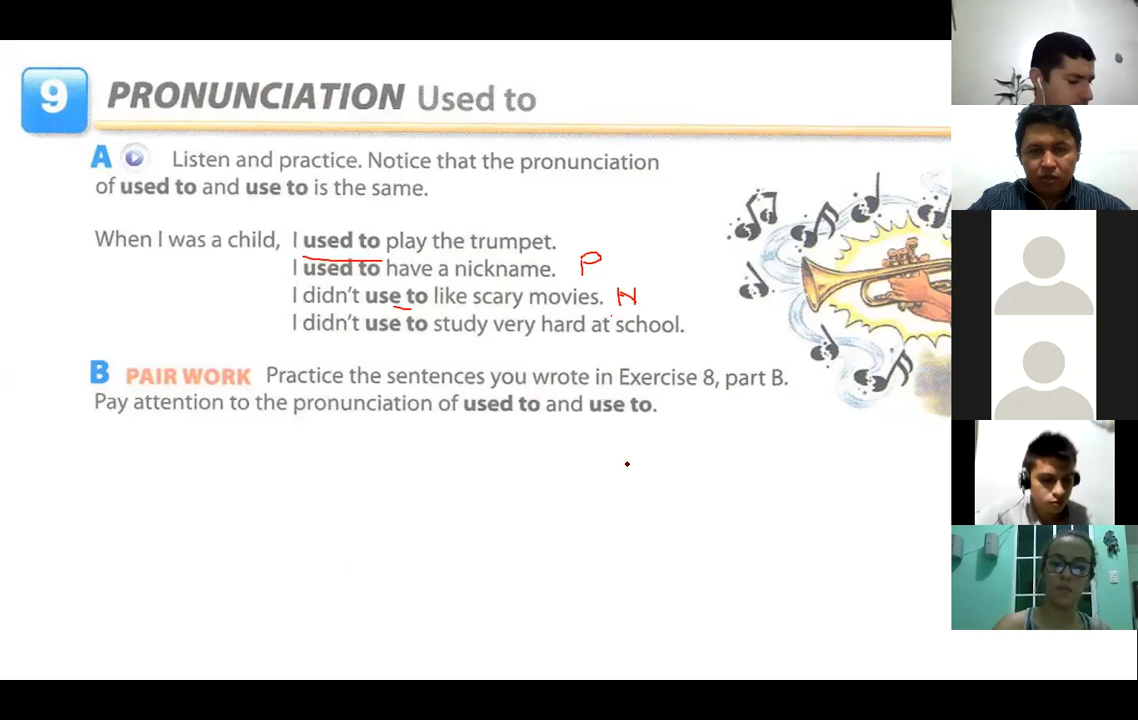 9 PRONUNCIATION Used to
A Listen and practice. Notice that the pronunciation
of used to and use to is the same.
When I was a child, I used to play the trumpet.
I used to have a nickname. P
I didn't use to like scary movies. N
I didn't use to study very hard at school.
B PAIR WORK Practice the sentences you wrote in Exercise 8, part B.
Pay attention to the pronunciation of used to and use to.